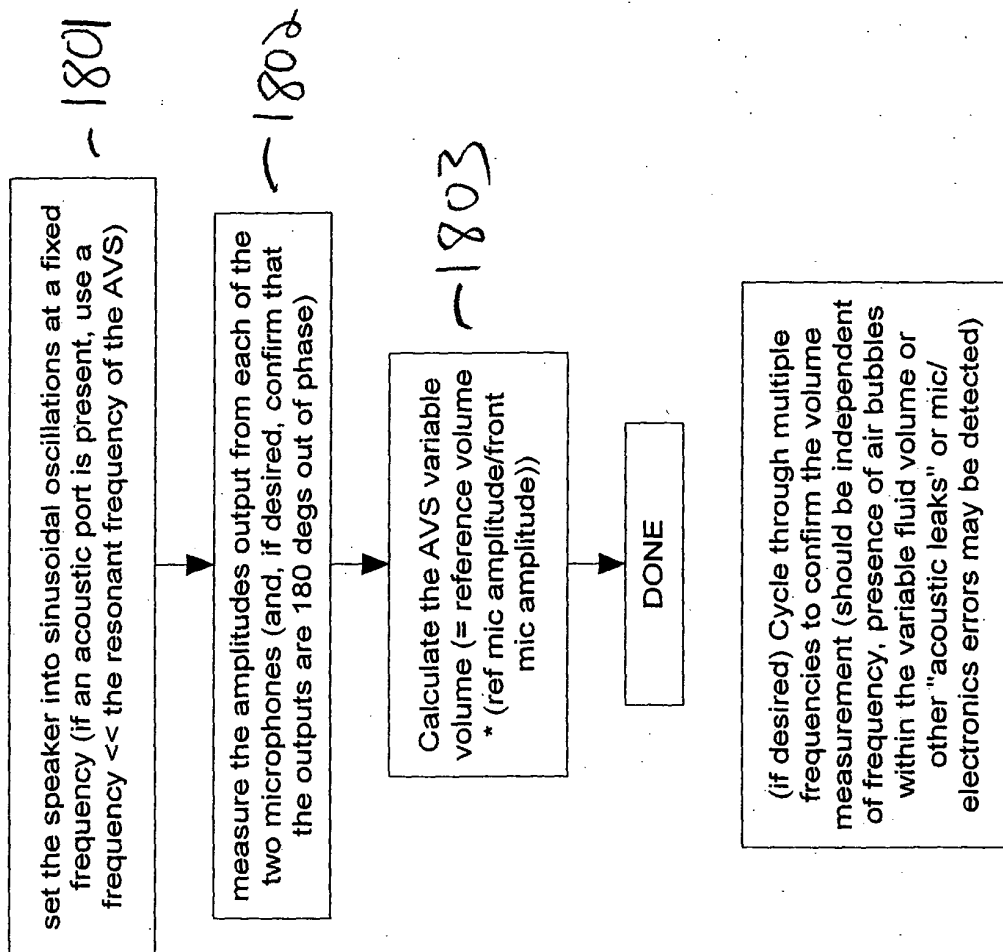 set the speaker into sinusoidal oscillations at a fixed
frequency (if an acoustic port is present, use a
frequency << the resonant frequency of the AVS)
~1801
measure the amplitudes output from each of the
two microphones (and, if desired, confirm that
the outputs are 180 degs out of phase)
~1802
Calculate the AVS variable
volume (= reference volume
* (ref mic amplitude/front
mic amplitude))
~1803
DONE
(if desired) Cycle through multiple
frequencies to confirm the volume
measurement (should be independent
of frequency, presence of air bubbles
within the variable fluid volume or
other "acoustic leaks" or mic/
electronics errors may be detected)